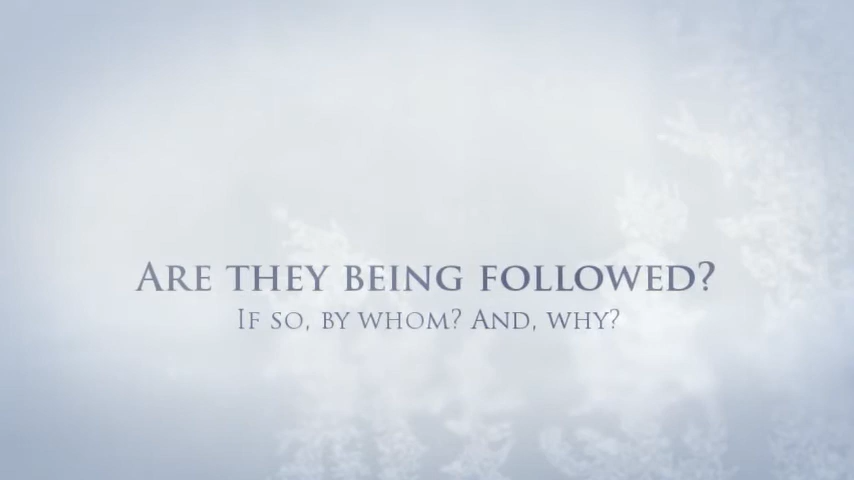 Are they being followed?
If so, by whom? And, why?